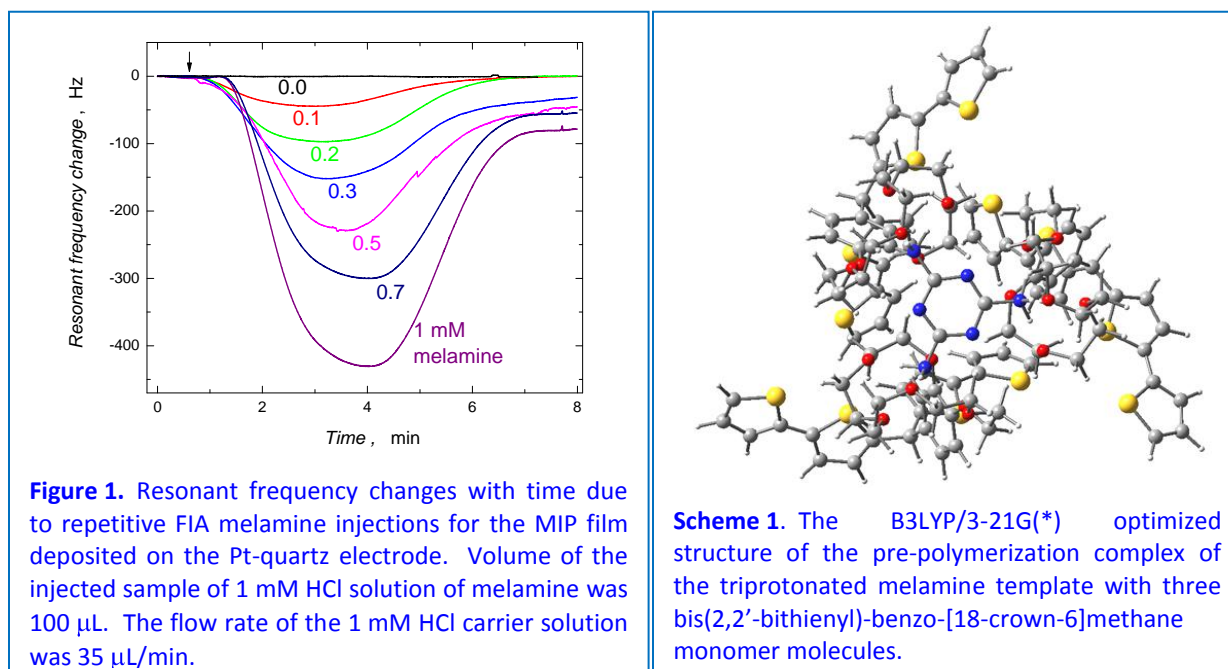 0
-100
-200
-300
-400
Resonant frequency change, Hz
0.0
0.1
0.2
0.3
0.5
0.7
1 mM
melamine
0
2
4
6
8
Time, min
Figure 1. Resonant frequency changes with time due
to repetitive FIA melamine injections for the MIP film
deposited on the Pt-quartz electrode. Volume of the
injected sample of 1 mM HCl solution of melamine was
100 μL. The flow rate of the 1 mM HCl carrier solution
was 35 μL/min.
Scheme 1. The B3LYP/3-21G(*) optimized
structure of the pre-polymerization complex of
the triprotonated melamine template with three
bis(2,2’-bithienyl)-benzo-[18-crown-6]methane
monomer molecules.